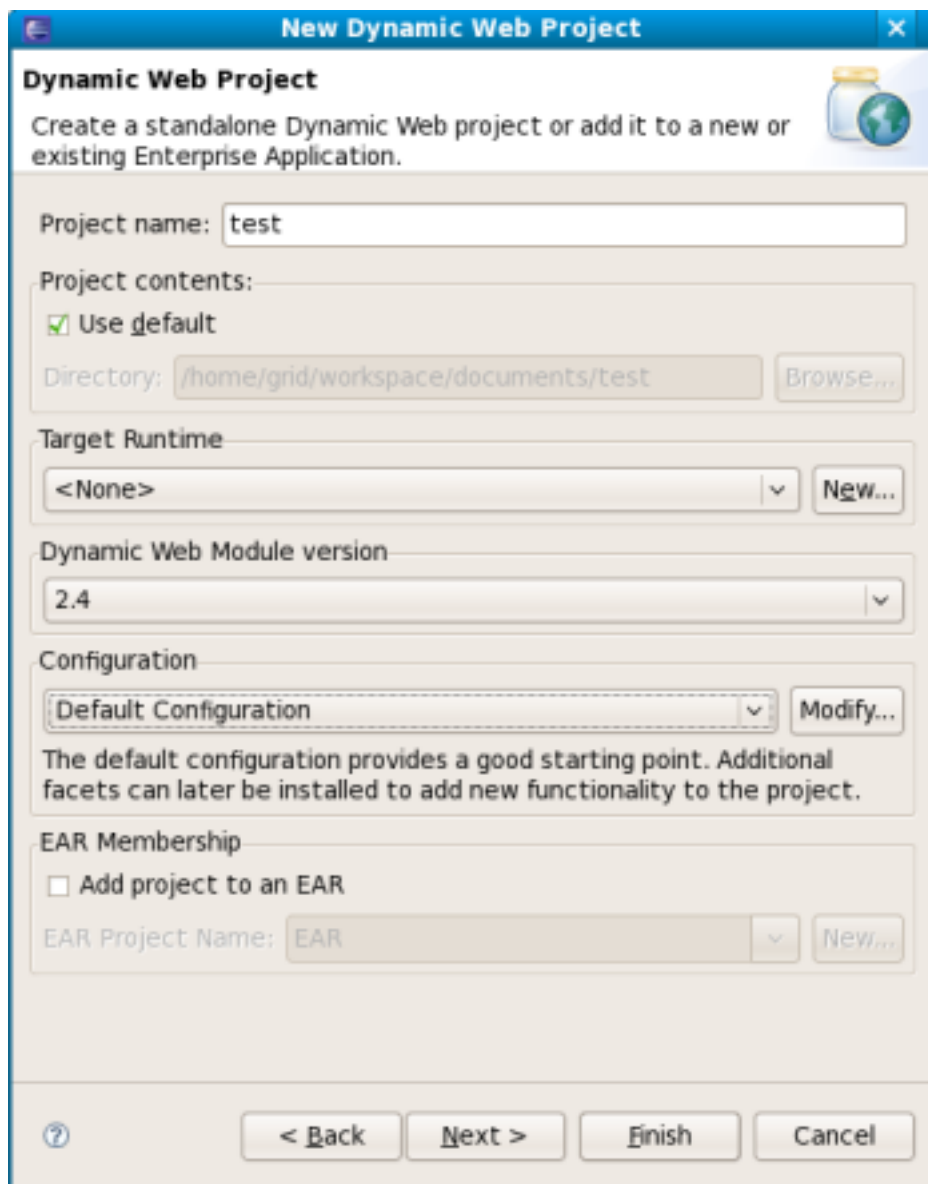 New Dynamic Web Project
Dynamic Web Project
Create a standalone Dynamic Web project or add it to a new or
existing Enterprise Application.
Project name: test
Project contents:
Use default
Directory: /home/grid/workspace/documents/test Browse...
Target Runtime
<None> New...
Dynamic Web Module version
2.4
Configuration
Default Configuration Modify...
The default configuration provides a good starting point. Additional
facets can later be installed to add new functionality to the project.
EAR Membership
Add project to an EAR
EAR Project Name: EAR New...
? < Back Next > Finish Cancel